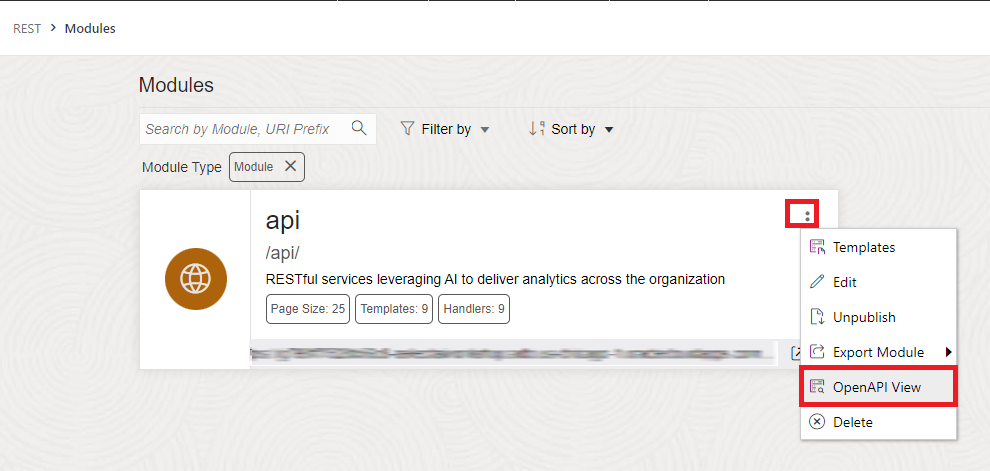 REST > Modules
Modules
Search by Module, URI Prefix
Filter by
Sort by
Module Type
Module
api
/api/
RESTful services leveraging AI to deliver analytics across the organization
Page Size: 25
Templates: 9
Handlers: 9
Templates
Edit
Unpublish
Export Module
OpenAPI View
Delete